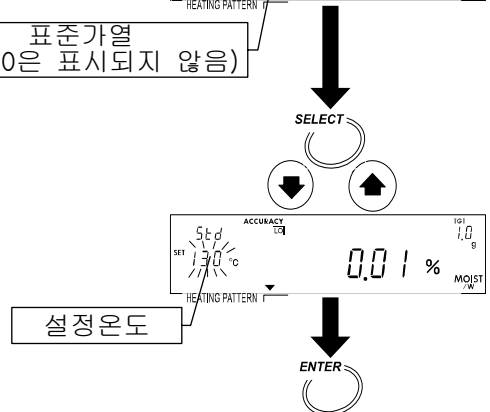 HEATING PATTERN
표준가열
0은 표시되지 않음)
SELECT
ACCURACY
LO
TGT
Std
1.0
g
SET
130 °C
0.01 %
MOIST
/W
HEATING PATTERN
설정온도
ENTER